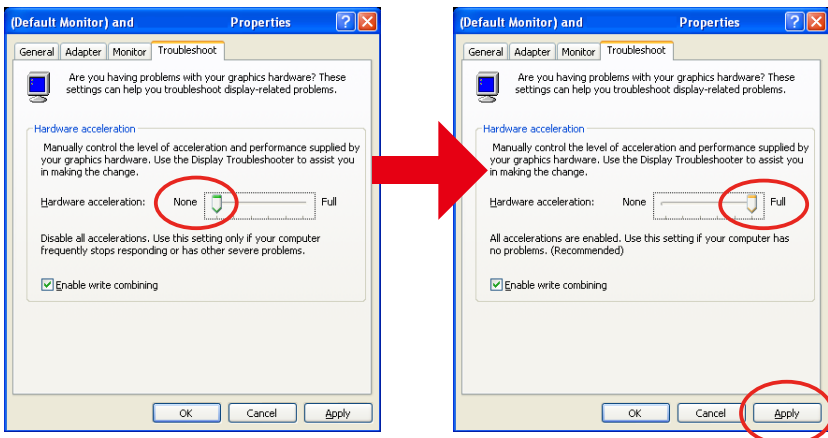 (Default Monitor) and Properties
General Adapter Monitor Troubleshoot
Are you having problems with your graphics hardware? These
settings can help you troubleshoot display-related problems.
Hardware acceleration
Manually control the level of acceleration and performance supplied by
your graphics hardware. Use the Display Troubleshooter to assist you
in making the change.
Hardware acceleration: None Full
Disable all accelerations. Use this setting only if your computer
frequently stops responding or has other severe problems.
Enable write combining
OK Cancel Apply
(Default Monitor) and Properties
General Adapter Monitor Troubleshoot
Are you having problems with your graphics hardware? These
settings can help you troubleshoot display-related problems.
Hardware acceleration
Manually control the level of acceleration and performance supplied by
your graphics hardware. Use the Display Troubleshooter to assist you
in making the change.
Hardware acceleration: None Full
All accelerations are enabled. Use this setting if your computer has
no problems. (Recommended)
Enable write combining
OK Cancel Apply